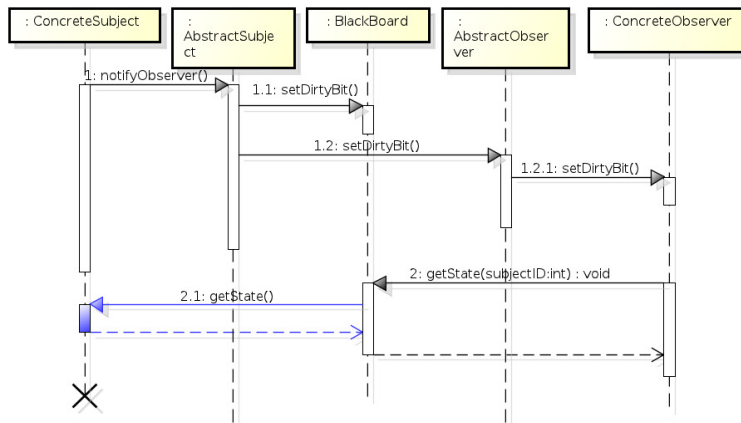 : ConcreteSubject
:
AbstractSubje
ct
: BlackBoard
:
AbstractObser
ver
: ConcreteObserver
1: notifyObserver()
1.1: setDirtyBit()
1.2: setDirtyBit()
1.2.1: setDirtyBit()
2: getState(subjectID:int) : void
2.1: getState()